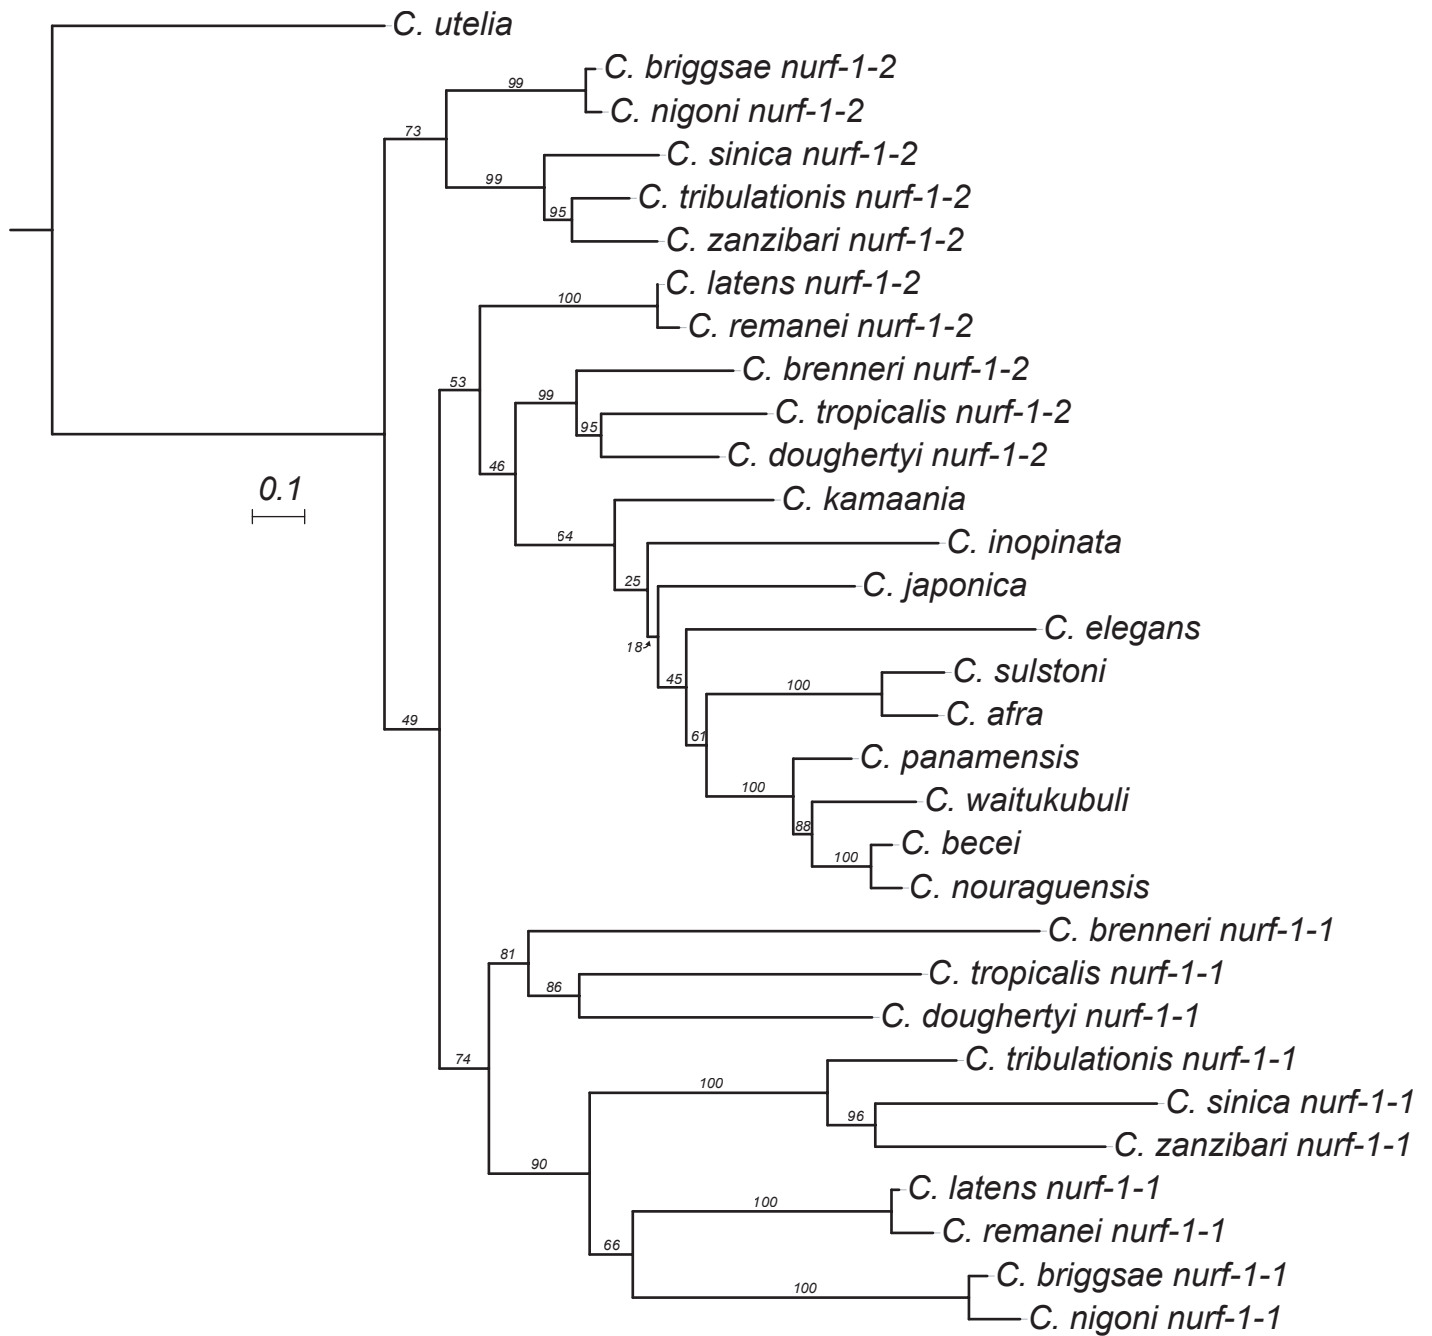 C. utelia
C. briggsae nurf-1-2
99
C. nigoni nurf-1-2
73
C. sinica nurf-1-2
99
C. tribulationis nurf-1-2
95
C. zanzibari nurf-1-2
C. latens nurf-1-2
100
C. remanei nurf-1-2
C. brenneri nurf-1-2
53
99
C. tropicalis nurf-1-2
95
C. doughertyi nurf-1-2
46
0.1
C. kamaania
64
C. inopinata
25
C. japonica
18
C. elegans
45
C. sulstoni
100
C. afra
49
61
C. panamensis
100
C. waitukubuli
88
C. becei
100
C. nouraguensis
C. brenneri nurf-1-1
81
C. tropicalis nurf-1-1
86
C. doughertyi nurf-1-1
74
C. tribulationis nurf-1-1
100
C. sinica nurf-1-1
96
C. zanzibari nurf-1-1
90
C. latens nurf-1-1
100
C. remanei nurf-1-1
66
C. briggsae nurf-1-1
100
C. nigoni nurf-1-1